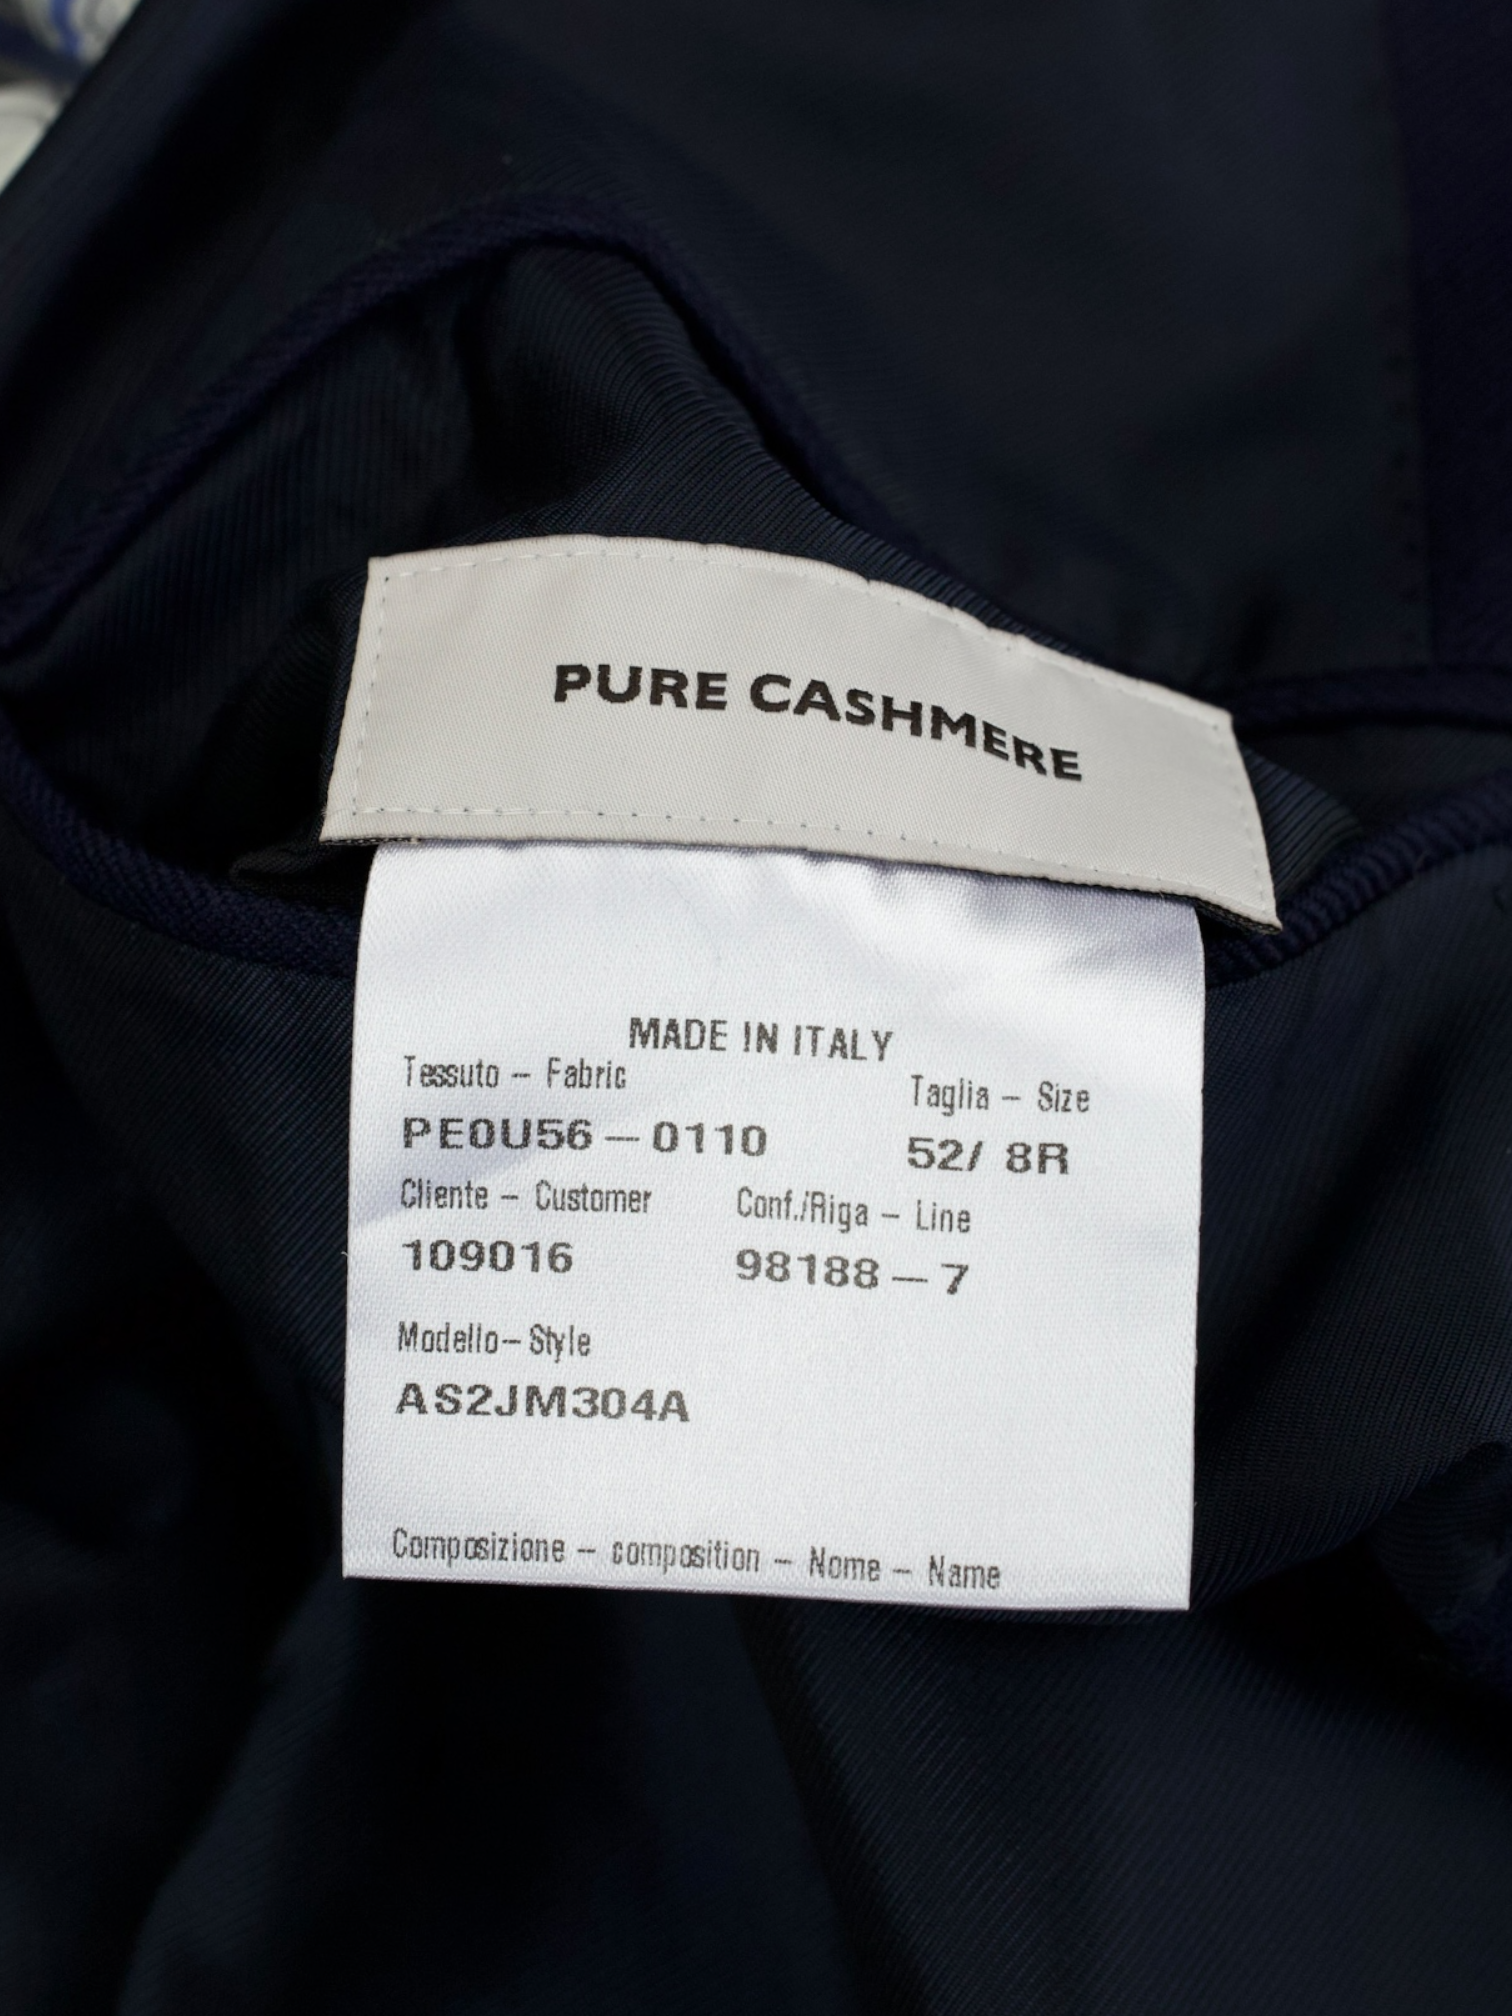 PURE CASHMERE
MADE IN ITALY
Tessuto – Fabric Taglia – Size
PE0U56 – 0110 52/ 8R
Cliente – Customer Conf./Riga – Line
109016 98188 – 7
Modello – Style
AS2JM304A
Composizione – composition – Nome – Name